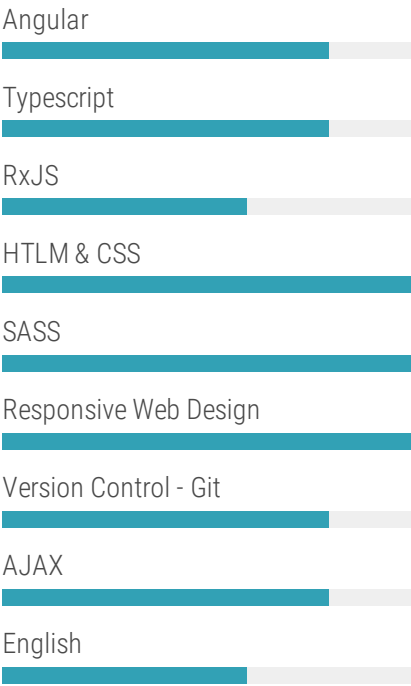 Angular
Typescript
RxJS
HTLM & CSS
SASS
Responsive Web Design
Version Control - Git
AJAX
English